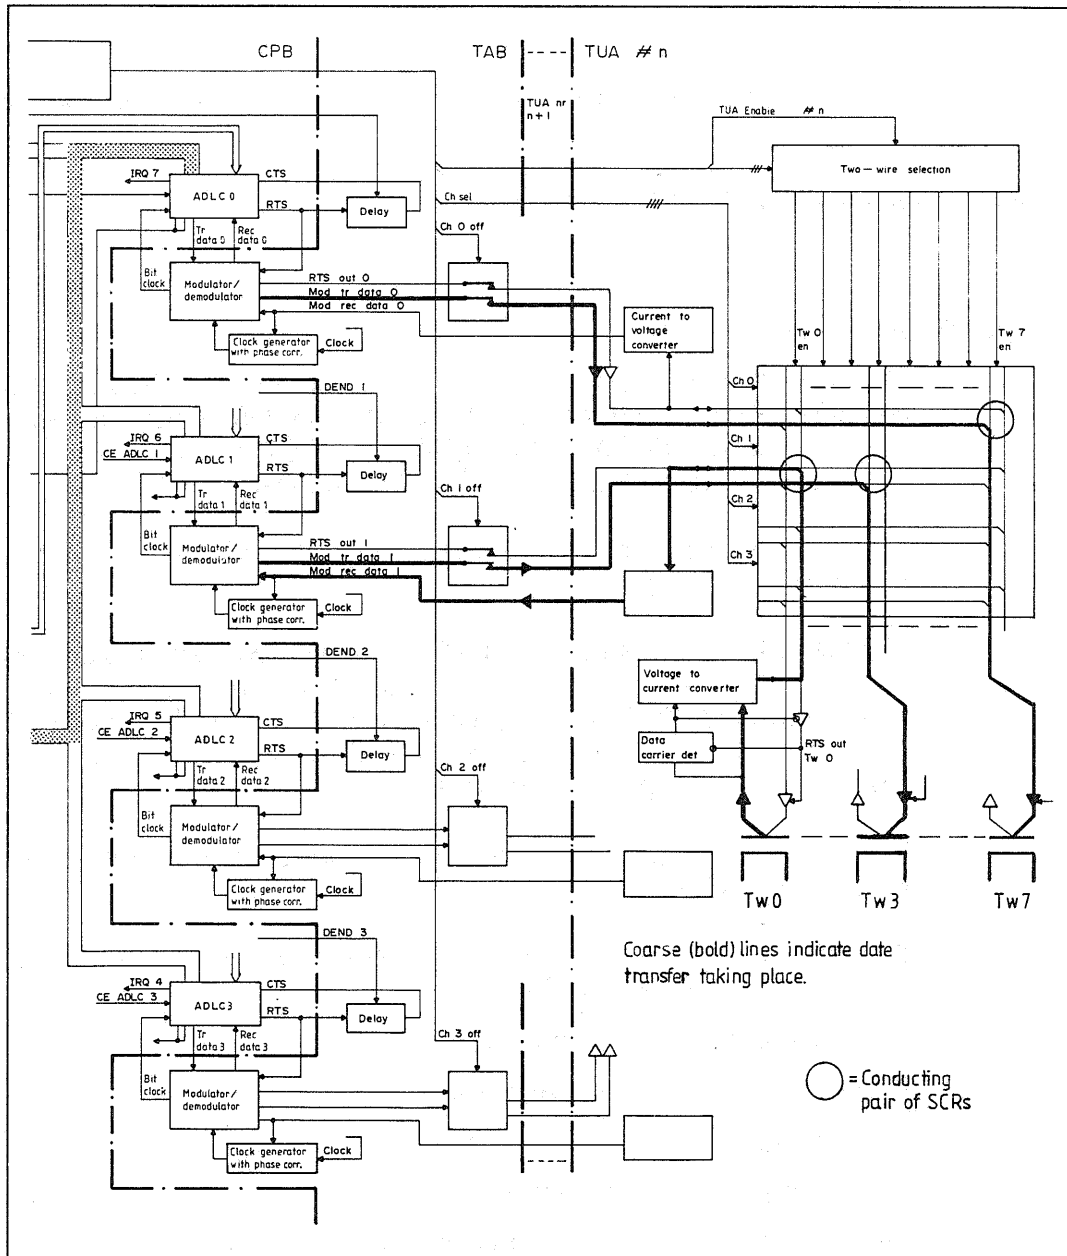 CPB
TAB
TUA # n
TUA nr
n+1
TUA Enable # n
Two-wire selection
IRQ 7
ADLC 0
CTS
RTS
Delay
Ch sel
Ch 0 off
Tr
data 0
Rec
data 0
Bit
clock
Modulator/
demodulator
RTS out 0
Mod tr data 0
Mod rec data 0
Clock generator
with phase corr.
Clock
Current to
voltage
converter
Tw 0
en
Tw 7
en
Ch 0
Ch 1
Ch 2
Ch 3
DEND 1
IRQ 6
CE ADLC 1
ADLC 1
CTS
RTS
Delay
Ch 1 off
Tr
data 1
Rec
data 1
Bit
clock
Modulator/
demodulator
RTS out 1
Mod tr data 1
Mod rec data 1
Clock generator
with phase corr.
Clock
DEND 2
Voltage to
current converter
Data
carrier det
RTS out
Tw 0
IRQ 5
CE ADLC 2
ADLC 2
CTS
RTS
Delay
Ch 2 off
Tr
data 2
Rec
data 2
Bit
clock
Modulator/
demodulator
Clock generator
with phase corr.
Clock
Tw0
Tw3
Tw7
Coarse (bold) lines indicate date
transfer taking place.
DEND 3
IRQ 4
CE ADLC 3
ADLC 3
CTS
RTS
Delay
Ch 3 off
Tr
data 3
Rec
data 3
Bit
clock
Modulator/
demodulator
Clock generator
with phase corr.
Clock
= Conducting
pair of SCRs